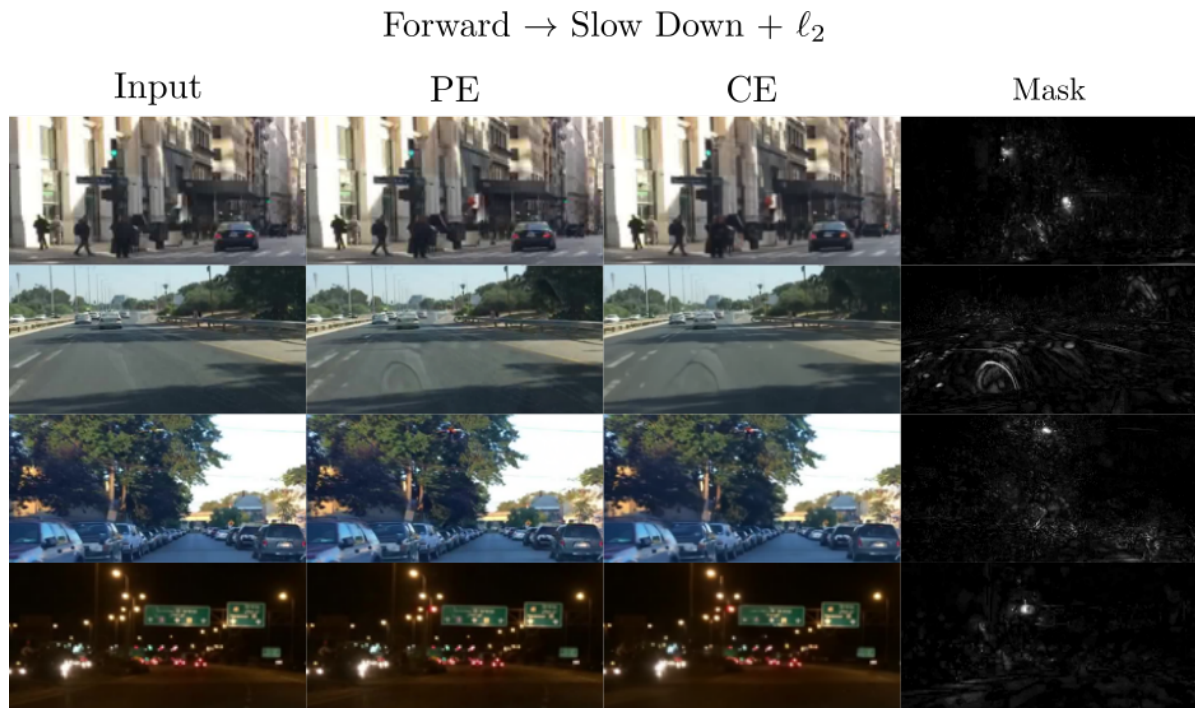 Forward → Slow Down + ℓ₂
Input PE CE Mask